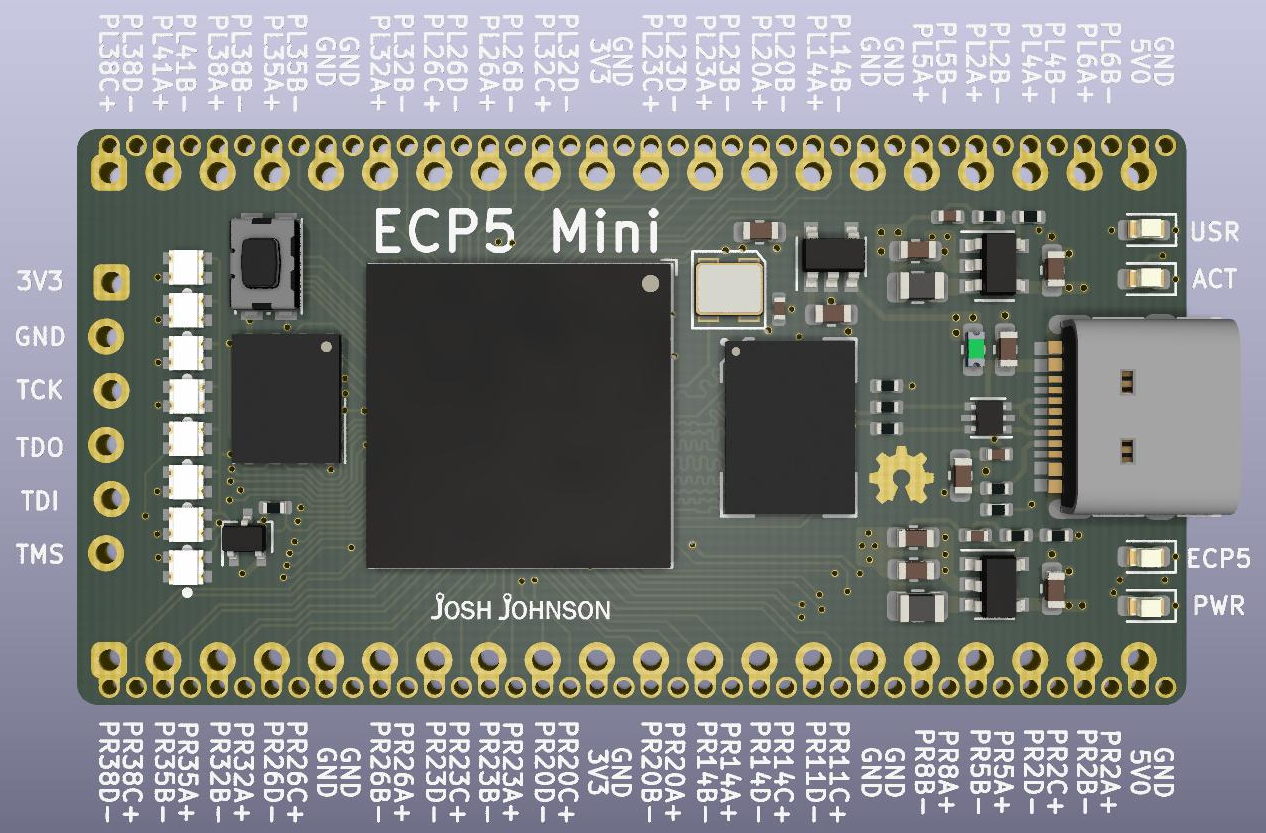 PL38C+
PL38D-
PL41A+
PL41B-
PL38A+
PL38B-
PL35A+
PL35B-
GND
GND
PL32A+
PL32B-
PL26C+
PL26D-
PL26A+
PL26B-
PL32C+
PL32D-
3V3
GND
PL23C+
PL23D-
PL23A+
PL23B-
PL20A+
PL20B-
PL14A+
PL14B-
GND
GND
PL5A+
PL5B-
PL2A+
PL2B-
PL4A+
PL4B-
PL6A+
PL6B-
5V0
GND
ECP5 Mini
USR
ACT
3V3
GND
TCK
TDO
TDI
TMS
ECP5
PWR
JOSH JOHNSON
PR38D-
PR38C+
PR35B-
PR35A+
PR32B-
PR32A+
PR26D-
PR26C+
GND
GND
PR26B-
PR26A+
PR23D-
PR23C+
PR23B-
PR23A+
PR20D-
PR20C+
3V3
GND
PR20B-
PR20A+
PR14B-
PR14A+
PR14D-
PR14C+
PR11D-
PR11C+
GND
GND
PR8B-
PR8A+
PR5B-
PR5A+
PR2D-
PR2C+
PR2B-
PR2A+
5V0
GND